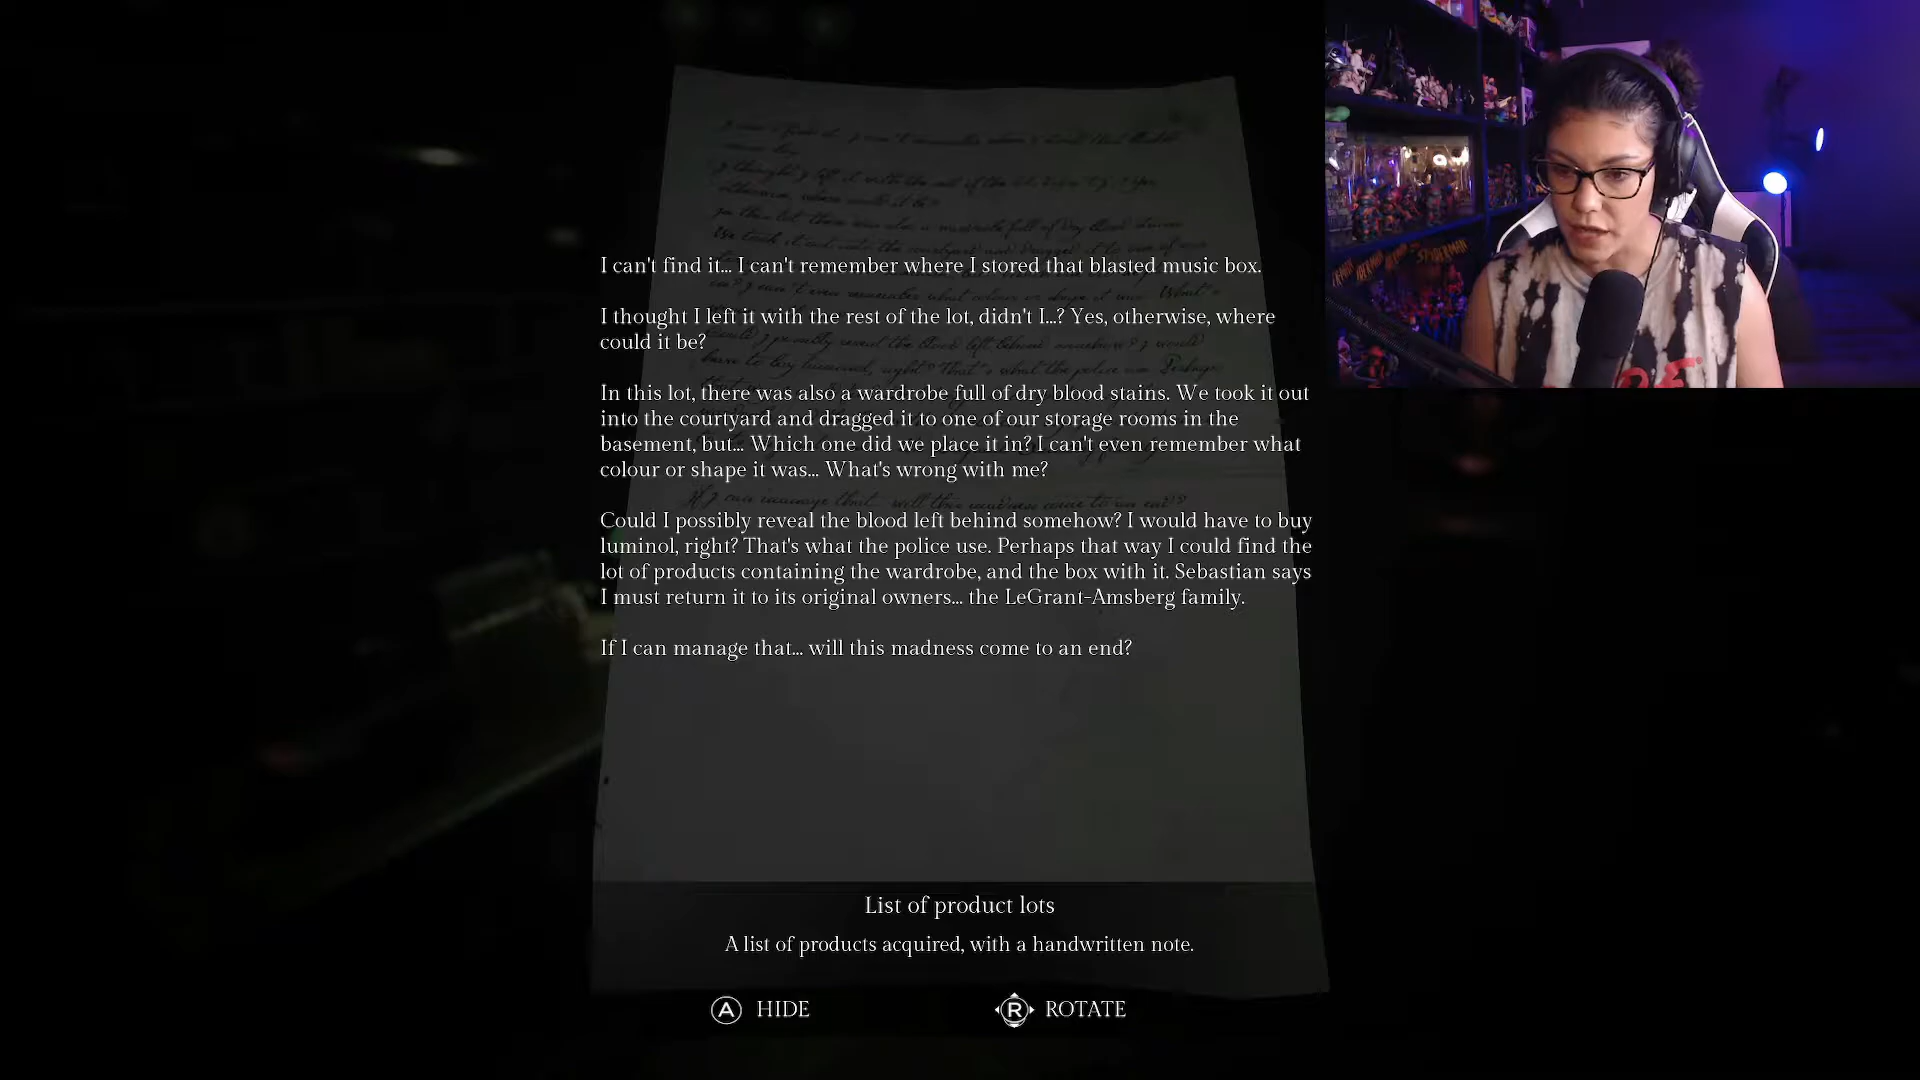 I can't find it... I can't remember where I stored that blasted music box.
I thought I left it with the rest of the lot, didn't I...? Yes, otherwise, where
could it be?
In this lot, there was also a wardrobe full of dry blood stains. We took it out
into the courtyard and dragged it to one of our storage rooms in the
basement, but... Which one did we place it in? I can't even remember what
colour or shape it was... What's wrong with me?
Could I possibly reveal the blood left behind somehow? I would have to buy
luminol, right? That's what the police use. Perhaps that way I could find the
lot of products containing the wardrobe, and the box with it. Sebastian says
I must return it to its original owners... the LeGrant-Amsberg family.
If I can manage that... will this madness come to an end?
List of product lots
A list of products acquired, with a handwritten note.
A HIDE
R ROTATE
SPIDERMAN